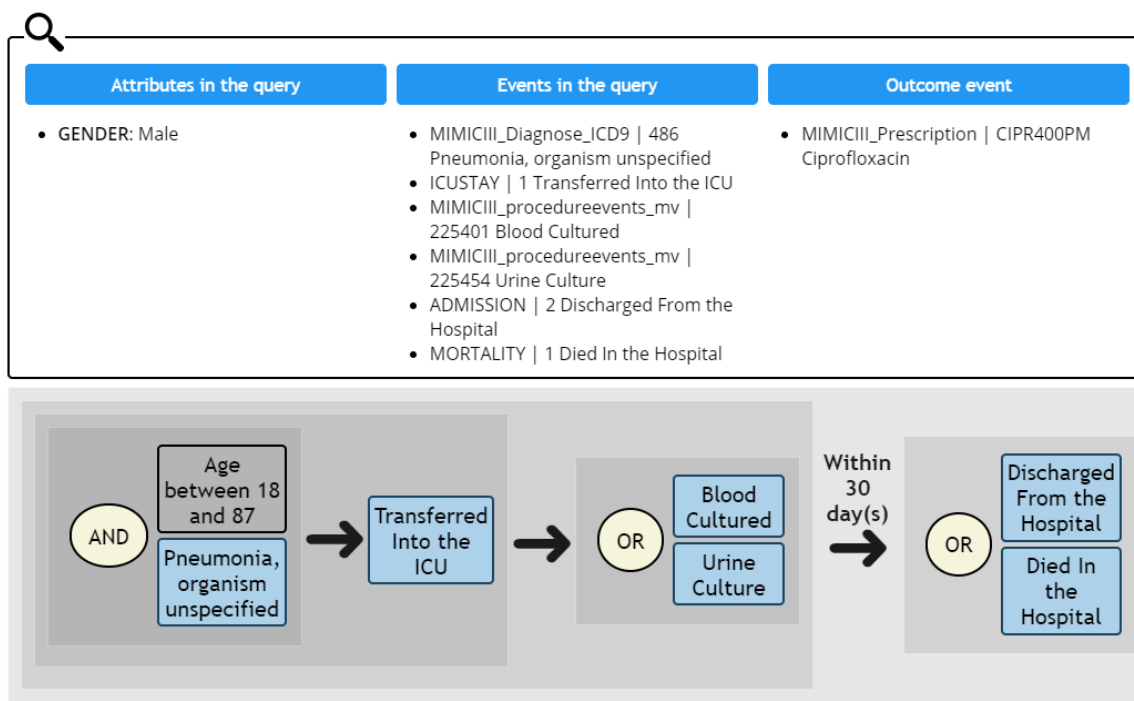 Attributes in the query
Events in the query
Outcome event
GENDER: Male
MIMICIII_Diagnose_ICD9 | 486
Pneumonia, organism unspecified
ICUSTAY | 1 Transferred Into the ICU
MIMICIII_procedureevents_mv |
225401 Blood Cultured
MIMICIII_procedureevents_mv |
225454 Urine Culture
ADMISSION | 2 Discharged From the
Hospital
MORTALITY | 1 Died In the Hospital
MIMICIII_Prescription | CIPR400PM
Ciprofloxacin
AND
Age
between 18
and 87
Pneumonia,
organism
unspecified
Transferred
Into the
ICU
OR
Blood
Cultured
Urine
Culture
Within
30
day(s)
OR
Discharged
From the
Hospital
Died In
the
Hospital